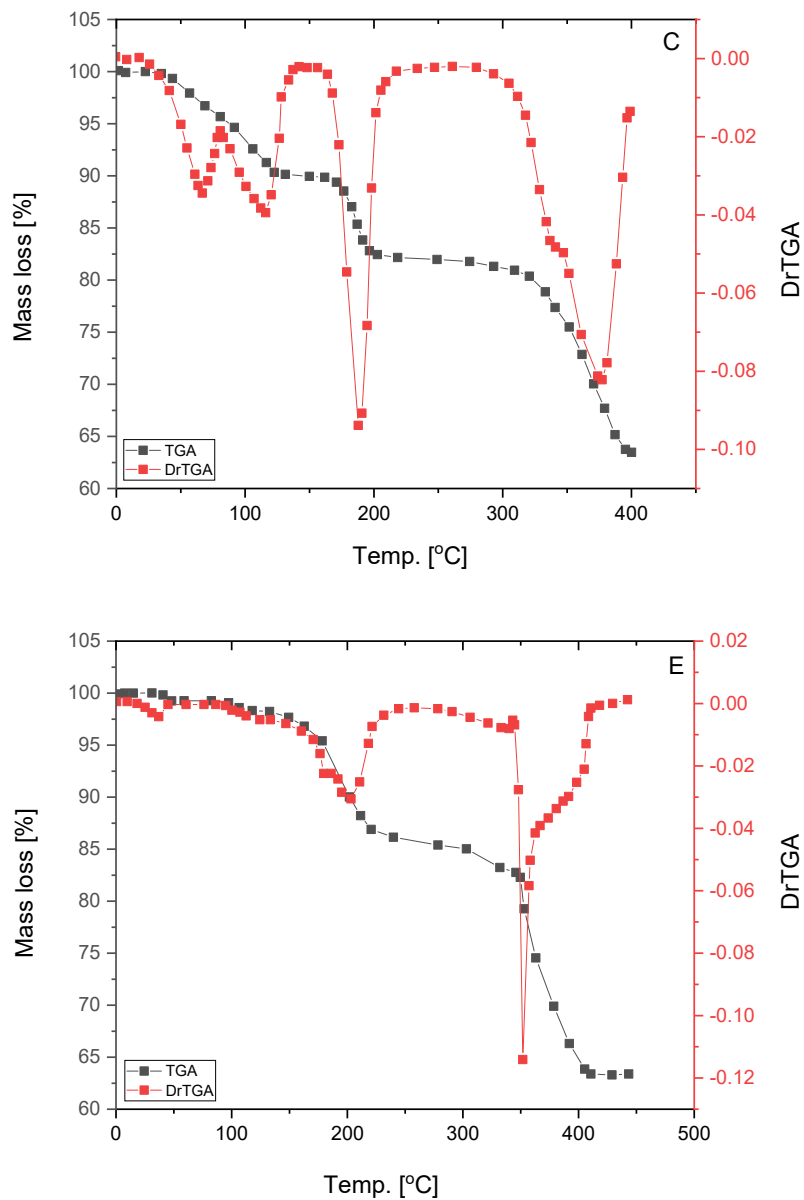 C
105
100
95
90
85
80
75
70
65
60
Mass loss [%]
0.00
-0.02
-0.04
-0.06
-0.08
-0.10
DrTGA
TGA
DrTGA
0 100 200 300 400
Temp. [ºC]
E
105
100
95
90
85
80
75
70
65
60
Mass loss [%]
0.02
0.00
-0.02
-0.04
-0.06
-0.08
-0.10
-0.12
DrTGA
TGA
DrTGA
0 100 200 300 400 500
Temp. [ºC]